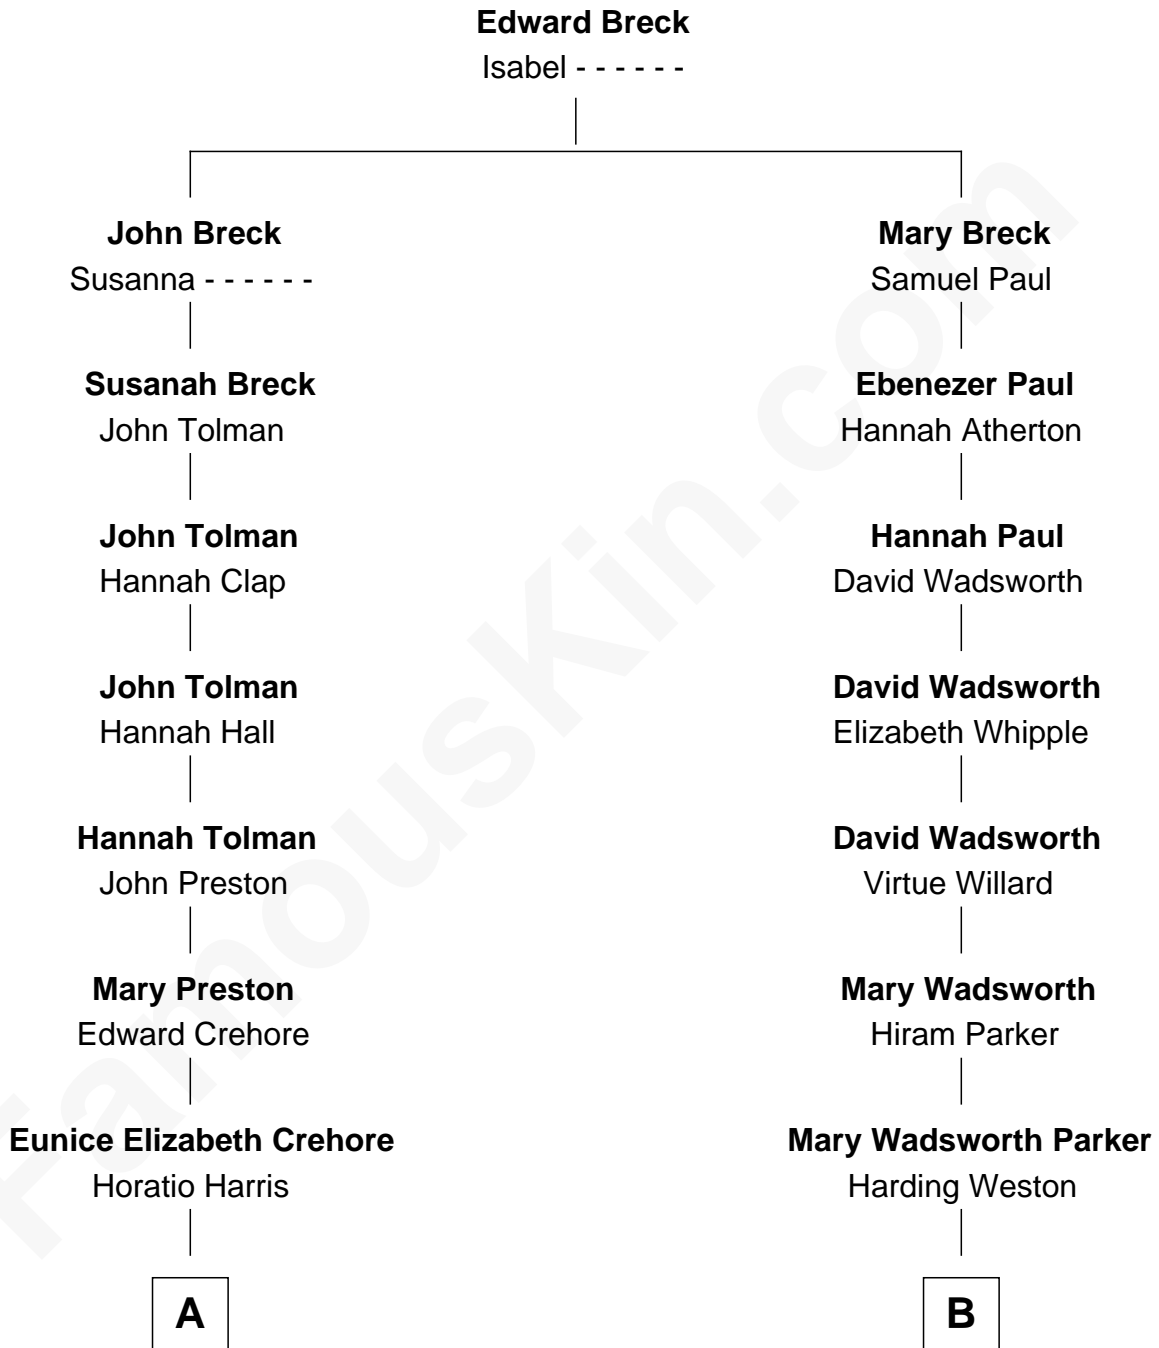 Edward Breck
Isabel - - - - - -
John Breck
Susanna - - - - - -
Susanah Breck
John Tolman
John Tolman
Hannah Clap
John Tolman
Hannah Hall
Hannah Tolman
John Preston
Mary Preston
Edward Crehore
Eunice Elizabeth Crehore
Horatio Harris
A
Mary Breck
Samuel Paul
Ebenezer Paul
Hannah Atherton
Hannah Paul
David Wadsworth
David Wadsworth
Elizabeth Whipple
David Wadsworth
Virtue Willard
Mary Wadsworth
Hiram Parker
Mary Wadsworth Parker
Harding Weston
B
FamousKin.com